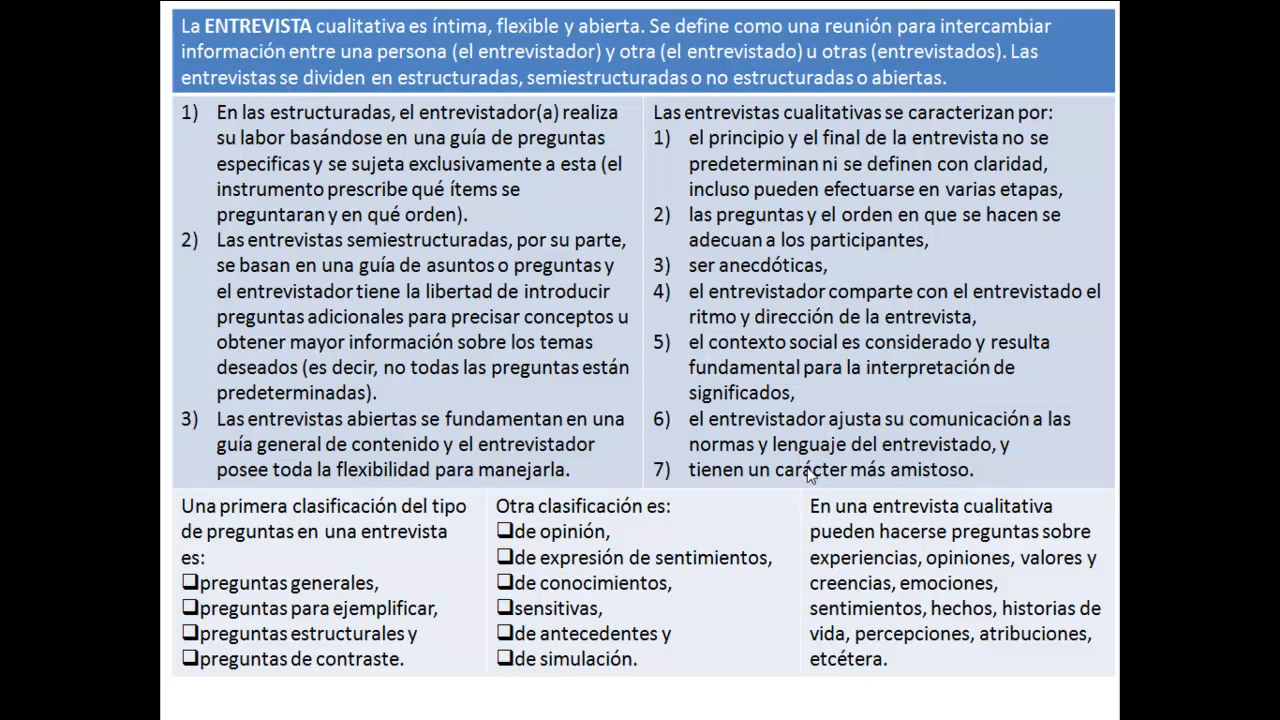 La ENTREVISTA cualitativa es íntima, flexible y abierta. Se define como una reunión para intercambiar
información entre una persona (el entrevistador) y otra (el entrevistado) u otras (entrevistados). Las
entrevistas se dividen en estructuradas, semiestructuradas o no estructuradas o abiertas.
1) En las estructuradas, el entrevistador(a) realiza
su labor basándose en una guía de preguntas
especificas y se sujeta exclusivamente a esta (el
instrumento prescribe qué ítems se
preguntaran y en qué orden).
2) Las entrevistas semiestructuradas, por su parte,
se basan en una guía de asuntos o preguntas y
el entrevistador tiene la libertad de introducir
preguntas adicionales para precisar conceptos u
obtener mayor información sobre los temas
deseados (es decir, no todas las preguntas están
predeterminadas).
3) Las entrevistas abiertas se fundamentan en una
guía general de contenido y el entrevistador
posee toda la flexibilidad para manejarla.
Las entrevistas cualitativas se caracterizan por:
1) el principio y el final de la entrevista no se
predeterminan ni se definen con claridad,
incluso pueden efectuarse en varias etapas,
2) las preguntas y el orden en que se hacen se
adecuan a los participantes,
3) ser anecdóticas,
4) el entrevistador comparte con el entrevistado el
ritmo y dirección de la entrevista,
5) el contexto social es considerado y resulta
fundamental para la interpretación de
significados,
6) el entrevistador ajusta su comunicación a las
normas y lenguaje del entrevistado, y
7) tienen un carácter más amistoso.
Una primera clasificación del tipo
de preguntas en una entrevista
es:
❑preguntas generales,
❑preguntas para ejemplificar,
❑preguntas estructurales y
❑preguntas de contraste.
Otra clasificación es:
❑de opinión,
❑de expresión de sentimientos,
❑de conocimientos,
❑sensitivas,
❑de antecedentes y
❑de simulación.
En una entrevista cualitativa
pueden hacerse preguntas sobre
experiencias, opiniones, valores y
creencias, emociones,
sentimientos, hechos, historias de
vida, percepciones, atribuciones,
etcétera.